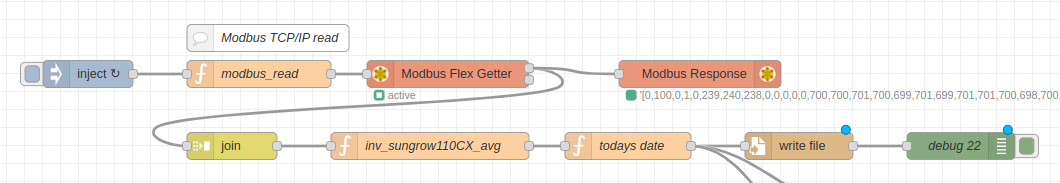 Modbus TCP/IP read
inject ↻
modbus_read
Modbus Flex Getter
Modbus Response
active
'[0,100,0,1,0,239,240,238,0,0,0,0,0,700,700,701,700,699,701,699,701,701,700,698,700,
join
inv_sungrow110CX_avg
todays date
write file
debug 22